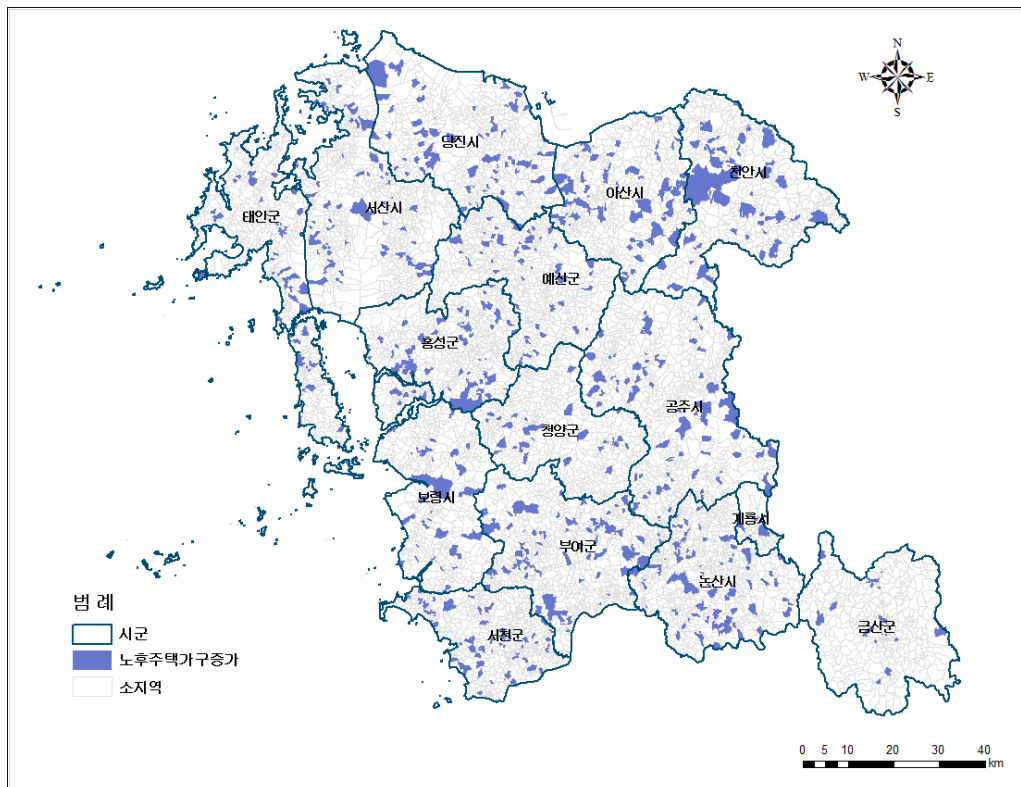 N
W E
S
당진시
천안시
아산시
서산시
태안군
예산군
홍성군
공주시
청양군
보령시
계룡시
부여군
논산시
금산군
서천군
범 례
시군
노후주택가구증가
소지역
0 5 10 20 30 40
km